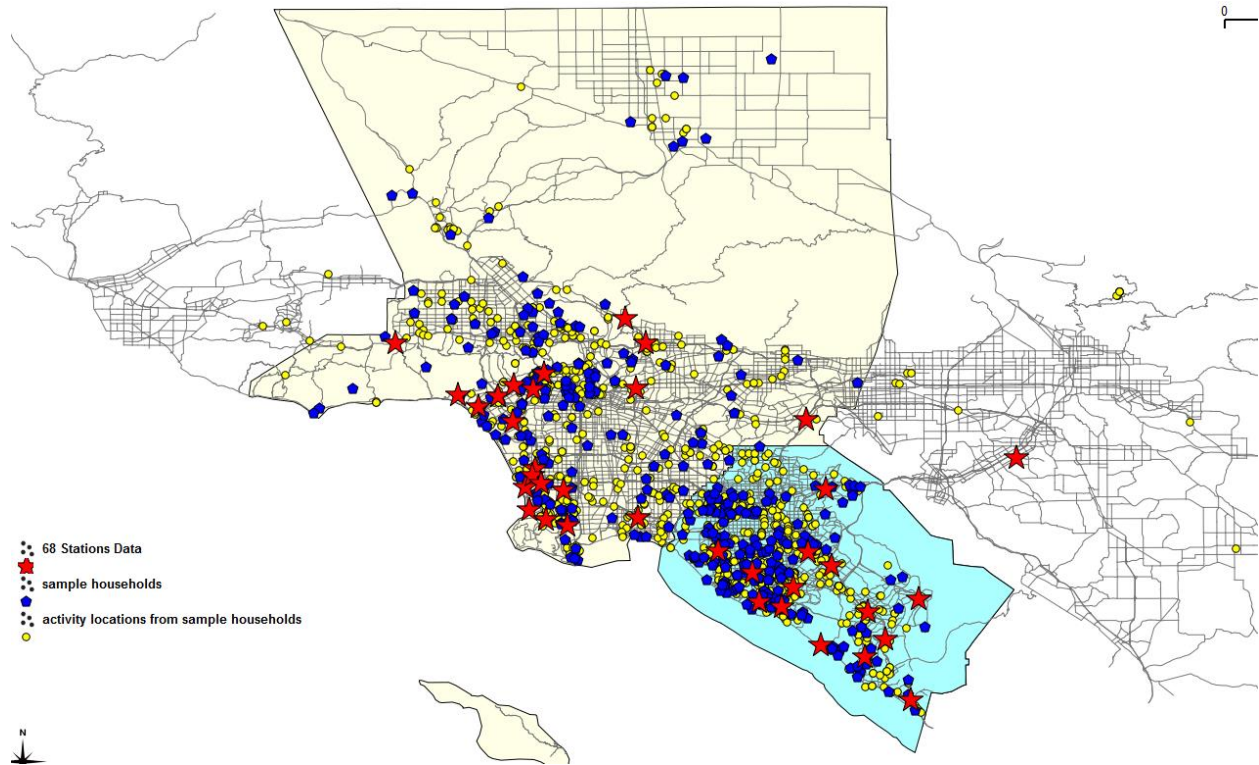 0
68 Stations Data
sample households
activity locations from sample households
N